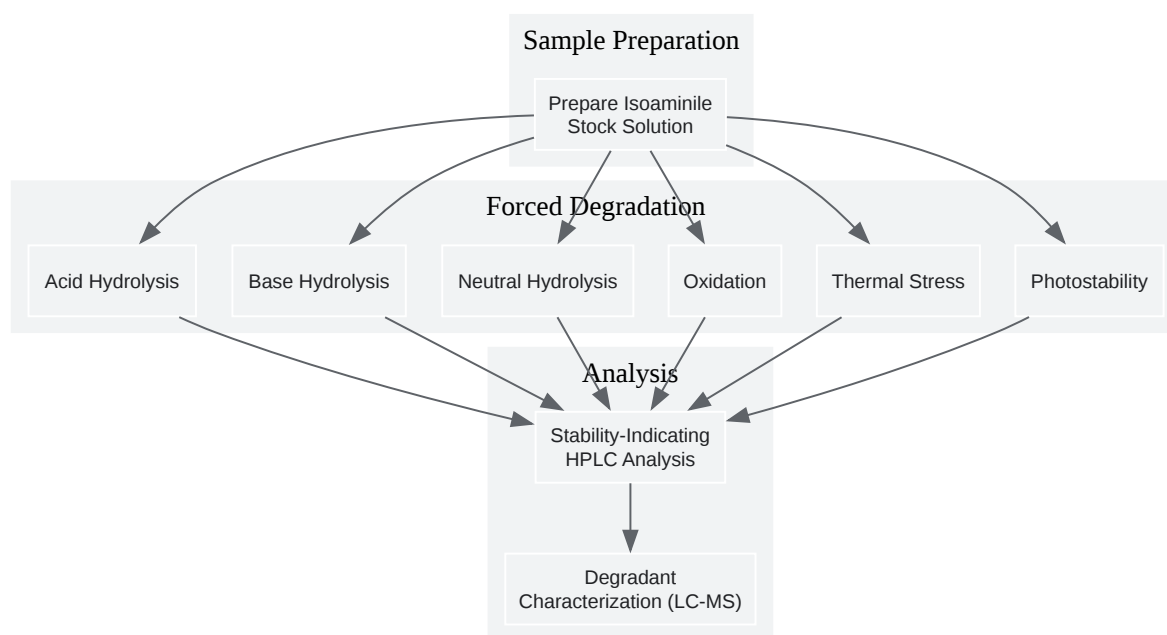 Sample Preparation
Prepare Isoaminile
Stock Solution
Forced Degradation
Acid Hydrolysis
Base Hydrolysis
Neutral Hydrolysis
Oxidation
Thermal Stress
Photostability
Analysis
Stability-Indicating
HPLC Analysis
Degradant
Characterization (LC-MS)